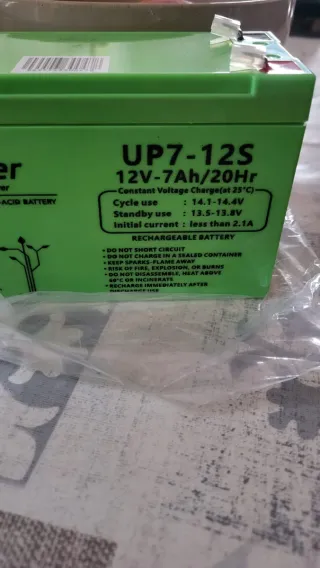 er
UP7-12S
12V-7Ah/20Hr
wer
Constant Voltage Charge(at 25°C)
-ACID BATTERY
Cycle use : 14.1-14.4V
Standby use : 13.5-13.8V
Initial current : less than 2.1A
RECHARGEABLE BATTERY
• DO NOT SHORT CIRCUIT
• DO NOT CHARGE IN A SEALED CONTAINER
• KEEP SPARKS-FLAME AWAY
• RISK OF FIRE, EXPLOSION, OR BURNS
• DO NOT DISASSEMBLE, HEAT ABOVE
60°C OR INCINERATE
• RECHARGE IMMEDIATELY AFTER
DISCHARGE USE